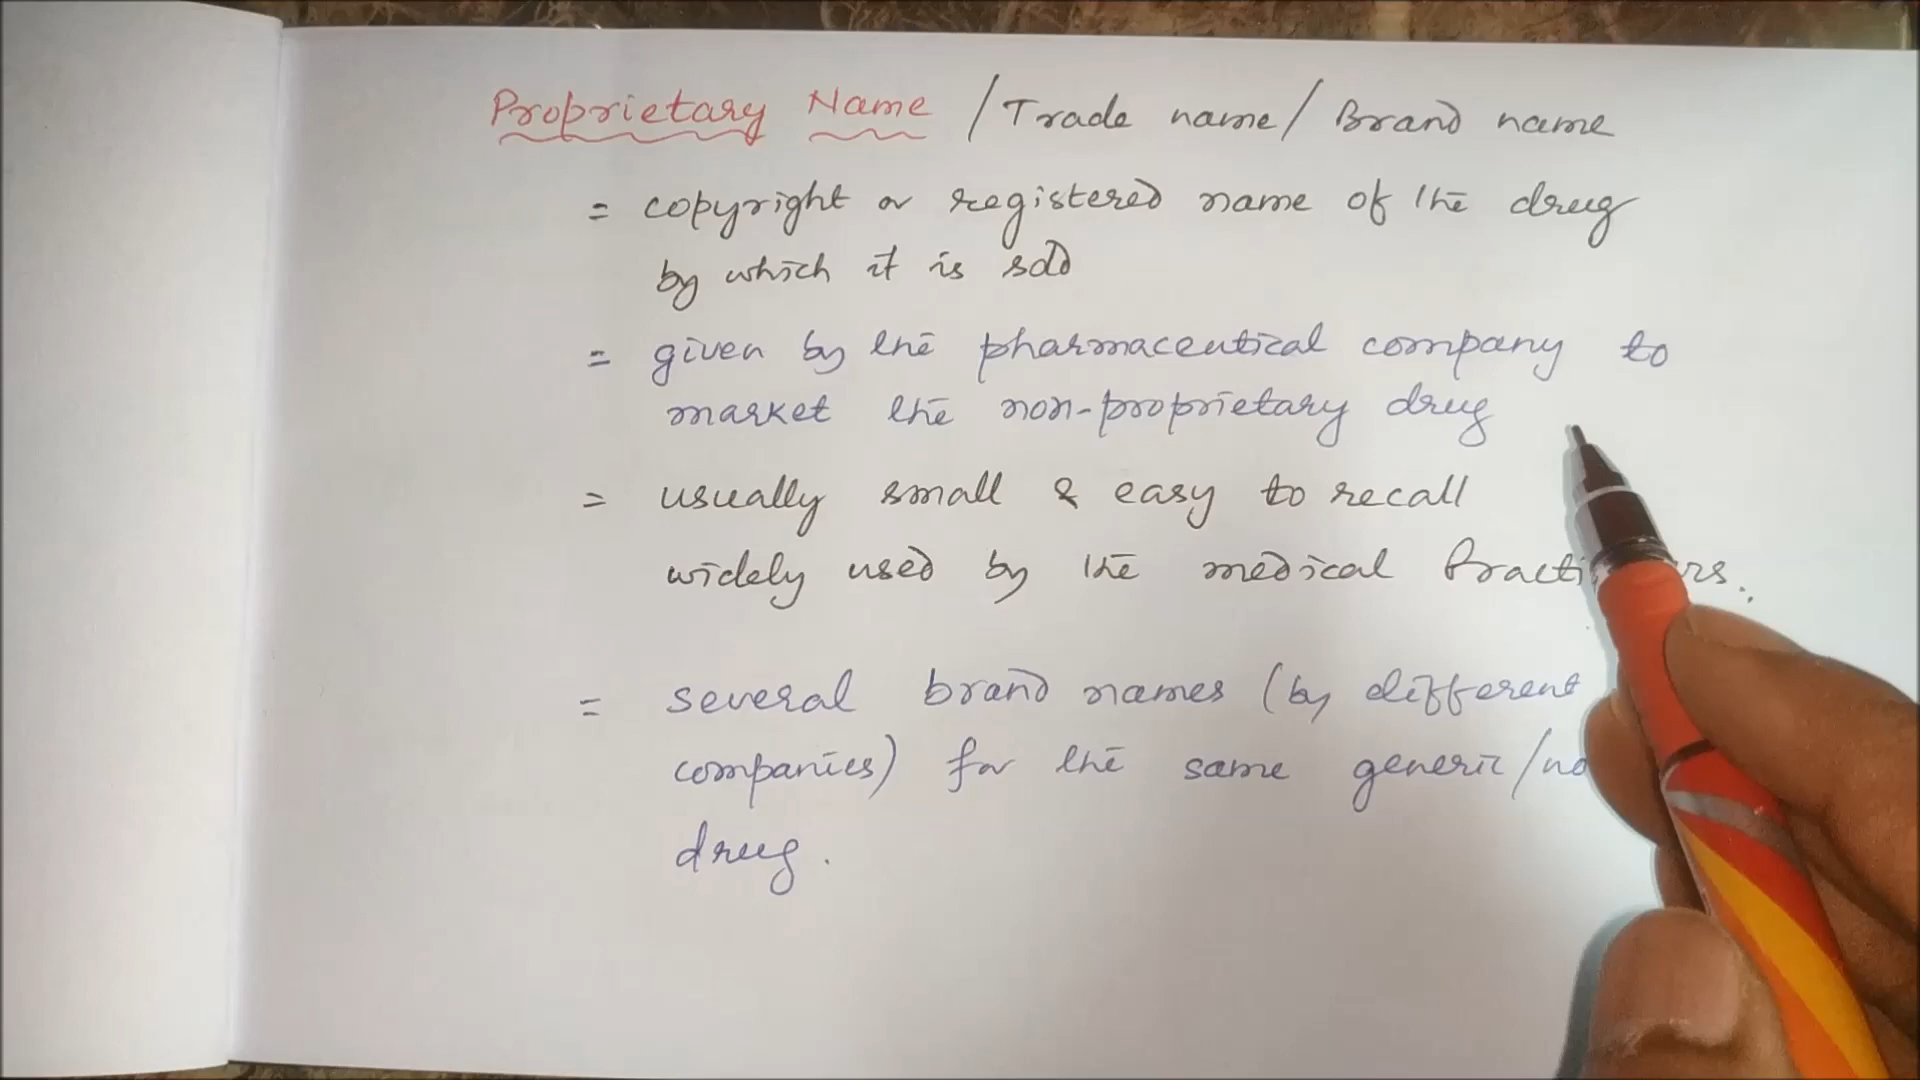 Proprietary Name / Trade name / Brand name
= copyright or registered name of the drug
by which it is sold
= given by the pharmaceutical company to
market the non-proprietary drug
= usually small & easy to recall
widely used by the medical
= several brand names (by different
companies) for the same generic /
drug.